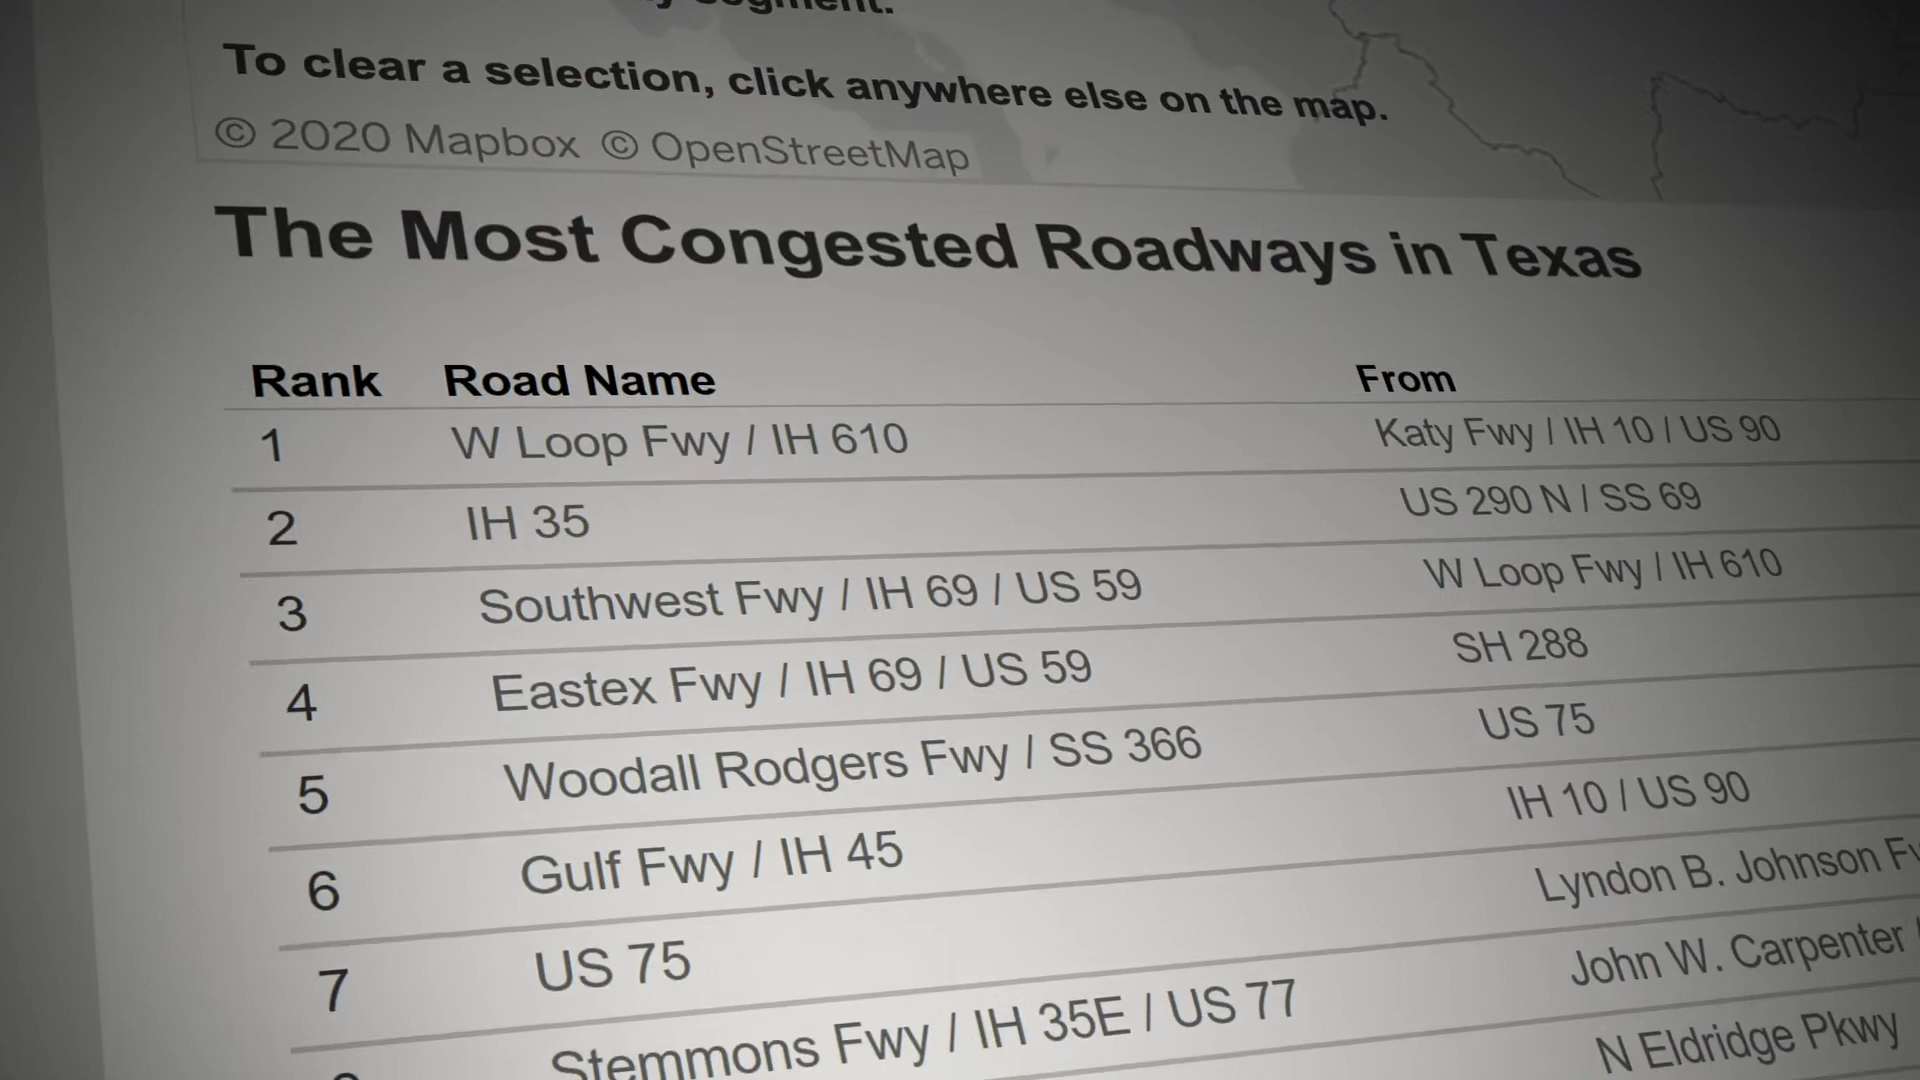 To clear a selection, click anywhere else on the map.
© 2020 Mapbox © OpenStreetMap
The Most Congested Roadways in Texas
Rank Road Name From
1 W Loop Fwy / IH 610 Katy Fwy / IH 10 / US 90
2 IH 35 US 290 N / SS 69
3 Southwest Fwy / IH 69 / US 59 W Loop Fwy / IH 610
4 Eastex Fwy / IH 69 / US 59 SH 288
5 Woodall Rodgers Fwy / SS 366 US 75
6 Gulf Fwy / IH 45 IH 10 / US 90
7 US 75 Lyndon B. Johnson
Stemmons Fwy / IH 35E / US 77 John W. Carpenter
N Eldridge Pkwy